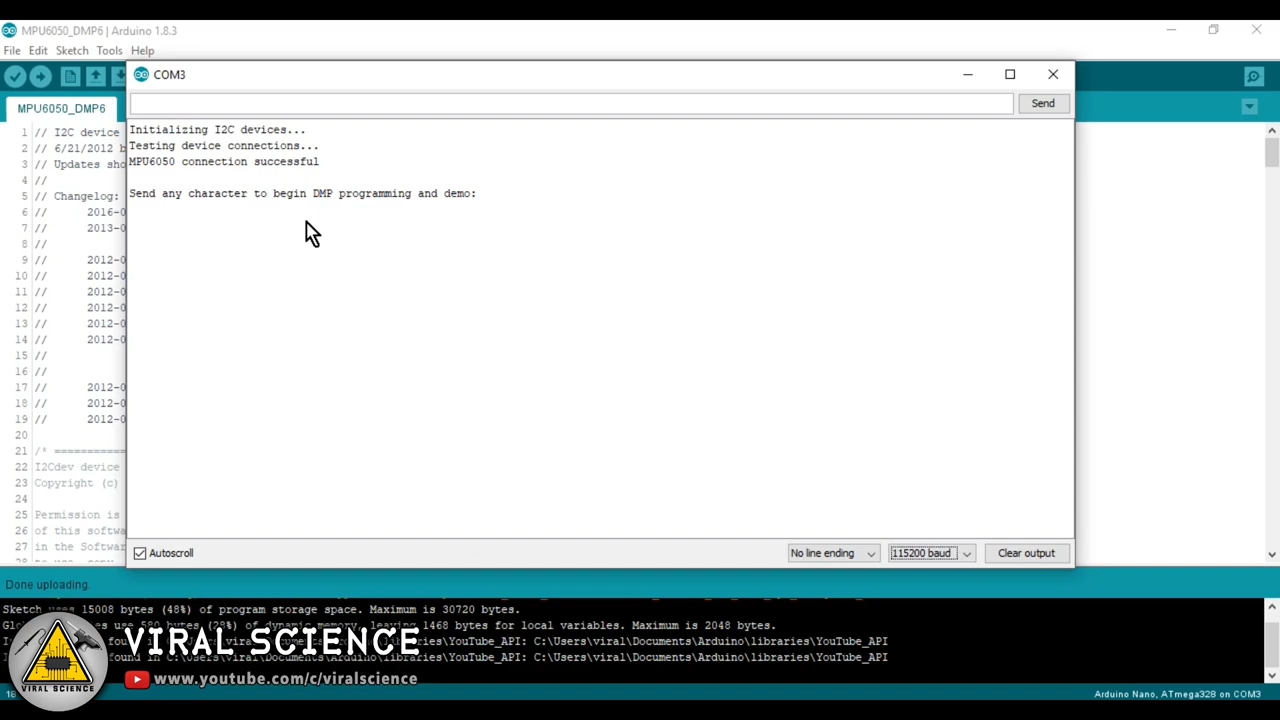 MPU6050_DMP6 | Arduino 1.8.3
File Edit Sketch Tools Help
COM3
Send
MPU6050_DMP6
Initializing I2C devices...
Testing device connections...
MPU6050 connection successful
Send any character to begin DMP programming and demo:
1 // I2C device
2 // 6/21/2012 b
3 // Updates sho
4 //
5 // Changelog:
6 // 2016-0
7 // 2013-0
8 //
9 // 2012-0
10 // 2012-0
11 // 2012-0
12 // 2012-0
13 // 2012-0
14 // 2012-0
15 //
16 //
17 // 2012-0
18 // 2012-0
19 // 2012-0
20
21 /* ============
22 I2Cdev device
23 Copyright (c)
24
25 Permission is
26 of this softwa
27 in the Softwar
Autoscroll
No line ending
115200 baud
Clear output
Done uploading.
Sketch uses 15008 bytes (48%) of program storage space. Maximum is 30720 bytes.
use 580 bytes (28%) of dynamic memory, leaving 1468 bytes for local variables. Maximum is 2048 bytes.
C:\Users\viral\Documents\Arduino\libraries\YouTube_API: C:\Users\viral\Documents\Arduino\libraries\YouTube_API
found in C:\Users\viral\Documents\Arduino\libraries\YouTube_API: C:\Users\viral\Documents\Arduino\libraries\YouTube_API
VIRAL SCIENCE
www.youtube.com/c/viralscience
VIRAL SCIENCE
Arduino Nano, ATmega328 on COM3